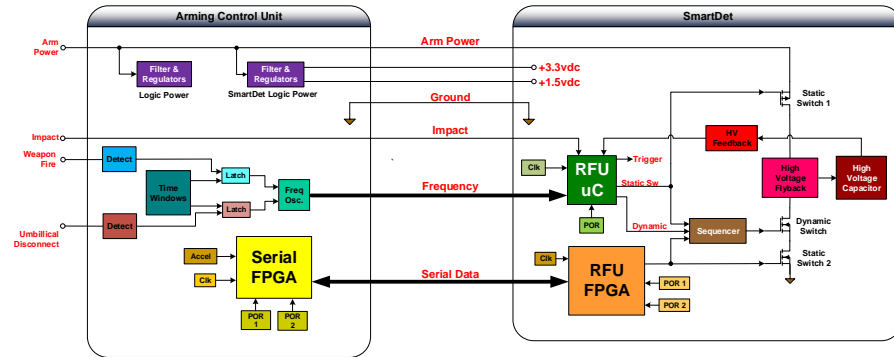 Arming Control Unit
SmartDet
Arm
Power
Arm Power
Filter &
Regulators
Logic Power
Filter &
Regulators
SmartDet Logic Power
+3.3vdc
+1.5vdc
Ground
Static
Switch 1
Impact
Impact
HV
Feedback
Weapon
Fire
Detect
Latch
Time
Windows
Latch
Freq
Osc.
Frequency
Clk
RFU
uC
Trigger
Static Sw
POR
Dynamic
High
Voltage
Flyback
High
Voltage
Capacitor
Umbillical
Disconnect
Detect
Sequencer
Dynamic
Switch
Static
Switch 2
Accel
Clk
Serial
FPGA
POR
1
POR
2
Serial Data
Clk
RFU
FPGA
POR 1
POR 2